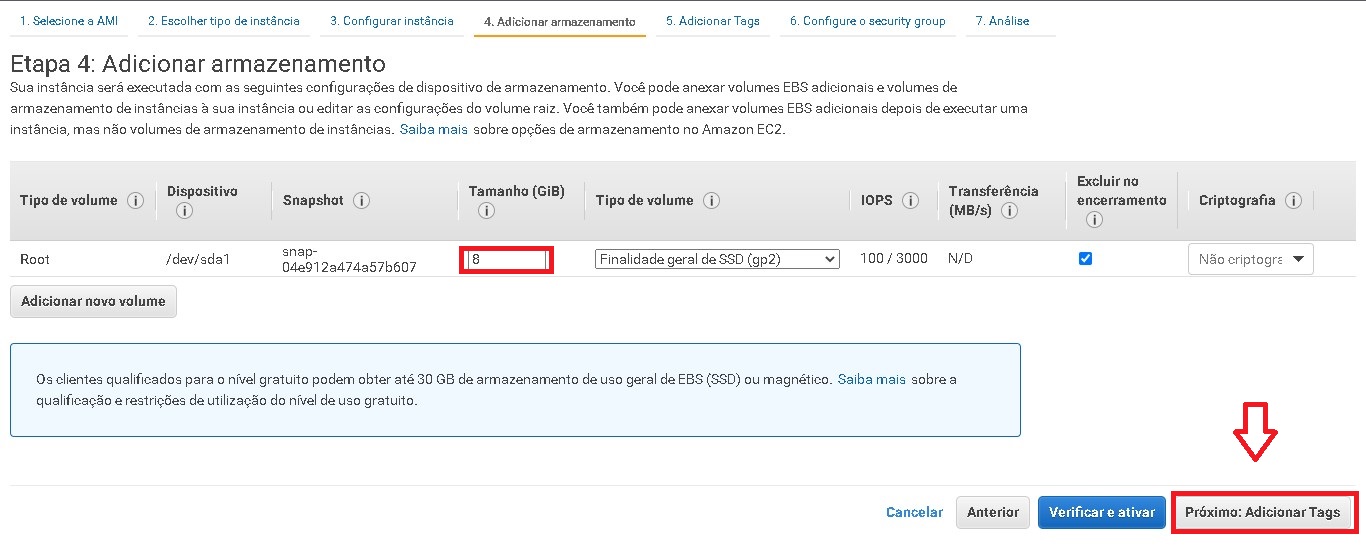 1. Selecione a AMI 2. Escolher tipo de instância 3. Configurar instância 4. Adicionar armazenamento 5. Adicionar Tags 6. Configure o security group 7. Análise
Etapa 4: Adicionar armazenamento
Sua instância será executada com as seguintes configurações de dispositivo de armazenamento. Você pode anexar volumes EBS adicionais e volumes de
armazenamento de instâncias à sua instância ou editar as configurações do volume raiz. Você também pode anexar volumes EBS adicionais depois de executar uma
instância, mas não volumes de armazenamento de instâncias. Saiba mais sobre opções de armazenamento no Amazon EC2.
Tipo de volume i Dispositivo i Snapshot i Tamanho (GiB) i Tipo de volume i IOPS i Transferência (MB/s) i Excluir no encerramento i Criptografia i
Root /dev/sda1 snap-04e912a474a57b607 8 Finalidade geral de SSD (gp2) 100 / 3000 N/D Não criptogra
Adicionar novo volume
Os clientes qualificados para o nível gratuito podem obter até 30 GB de armazenamento de uso geral de EBS (SSD) ou magnético. Saiba mais sobre a
qualificação e restrições de utilização do nível de uso gratuito.
Cancelar Anterior Verificar e ativar Próximo: Adicionar Tags